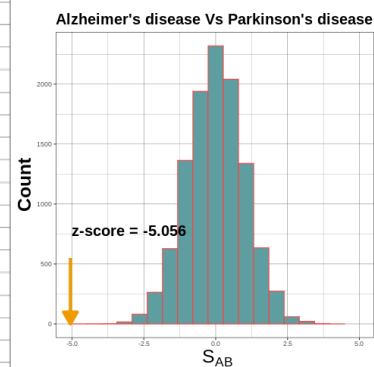 Alzheimer's disease Vs Parkinson's disease
2000
1500
Count
1000
z-score = -5.056
500
0
-5.0 -2.5 0.0 2.5 5.0
S_AB